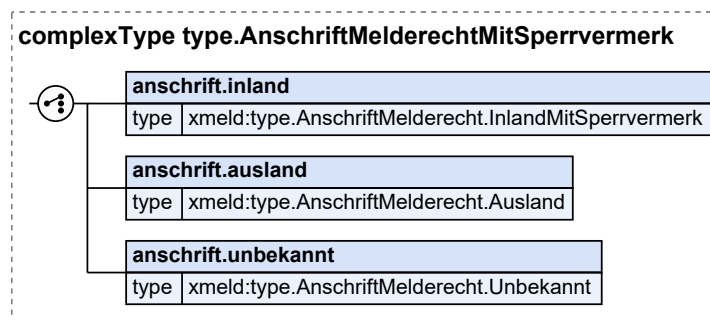 complexType type.AnschriftMelderechtMitSperrvermerk
anschrift.inland
type xmeld:type.AnschriftMelderecht.InlandMitSperrvermerk
anschrift.ausland
type xmeld:type.AnschriftMelderecht.Ausland
anschrift.unbekannt
type xmeld:type.AnschriftMelderecht.Unbekannt